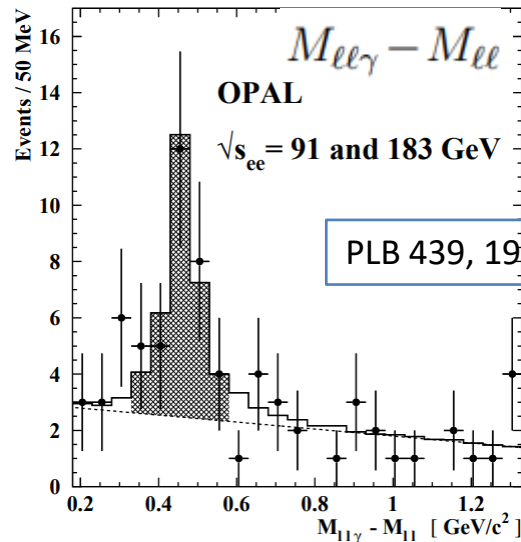 Events / 50 MeV
16
14
12
10
8
6
4
2
0
M_{ℓℓγ} − M_{ℓℓ}
OPAL
√s_{ee} = 91 and 183 GeV
PLB 439, 19
0.2 0.4 0.6 0.8 1 1.2
M_{11γ} - M_{11} [ GeV/c² ]